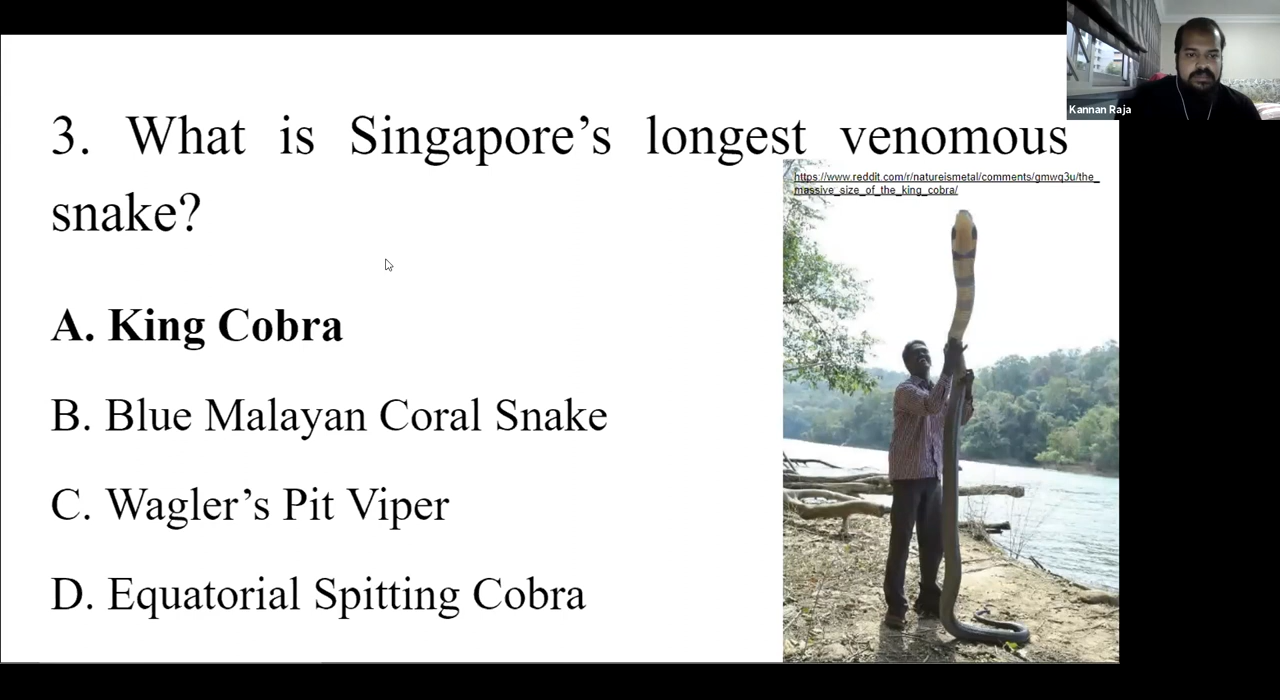 Kannan Raja
3. What is Singapore’s longest venomous
snake?
https://www.reddit.com/r/natureismetal/comments/gmwq3u/the_
massive_size_of_the_king_cobra/
A. King Cobra
B. Blue Malayan Coral Snake
C. Wagler’s Pit Viper
D. Equatorial Spitting Cobra